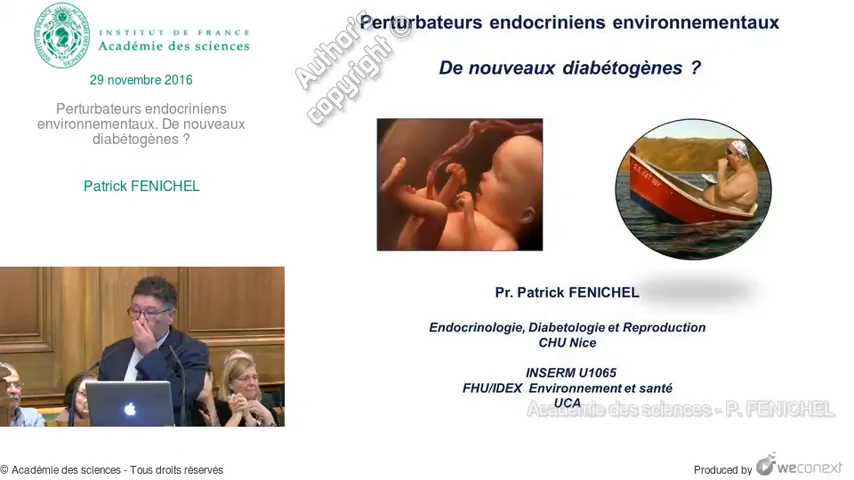 INSTITUT DE FRANCE
Académie des sciences
29 novembre 2016
Perturbateurs endocriniens
environnementaux. De nouveaux
diabétogènes ?
Patrick FENICHEL
Perturbateurs endocriniens environnementaux
De nouveaux diabétogènes ?
Author's
copyright ©
Pr. Patrick FENICHEL
Endocrinologie, Diabetologie et Reproduction
CHU Nice
INSERM U1065
FHU/IDEX Environnement et santé
UCA
Académie des sciences - P. FENICHEL
© Académie des sciences - Tous droits réservés
Produced by weconext